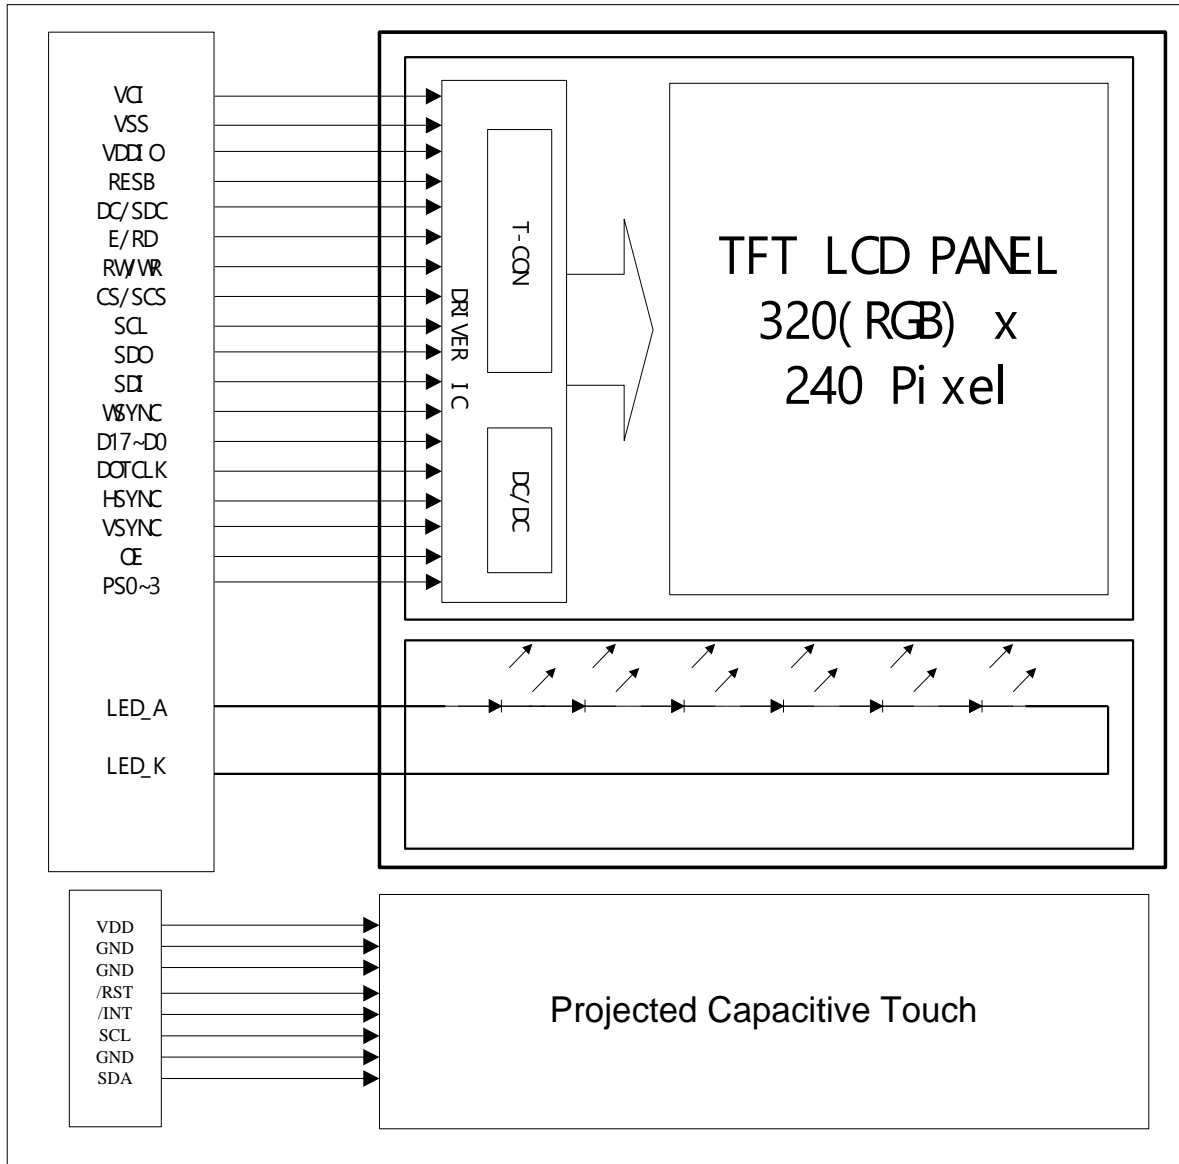 VCI
VSS
VDDIO
RESB
DC/SDC
E/RD
RW/WR
CS/SCS
SCL
SDO
SDI
WSYNC
D17~D0
DOTCLK
HSYNC
VSYNC
OE
PS0~3
LED_A
LED_K
DRIVER IC
T-CON
DC/DC
TFT LCD PANEL
320(RGB) x
240 Pixel
VDD
GND
GND
/RST
/INT
SCL
GND
SDA
Projected Capacitive Touch